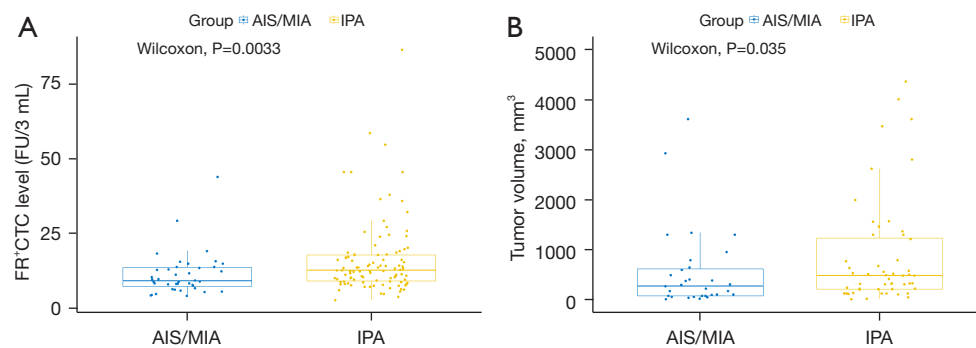 A
Group AIS/MIA IPA
Wilcoxon, P=0.0033
FR⁺CTC level (FU/3 mL)
75
50
25
0
AIS/MIA IPA
B
Group AIS/MIA IPA
Wilcoxon, P=0.035
Tumor volume, mm³
5000
4000
3000
2000
1000
0
AIS/MIA IPA